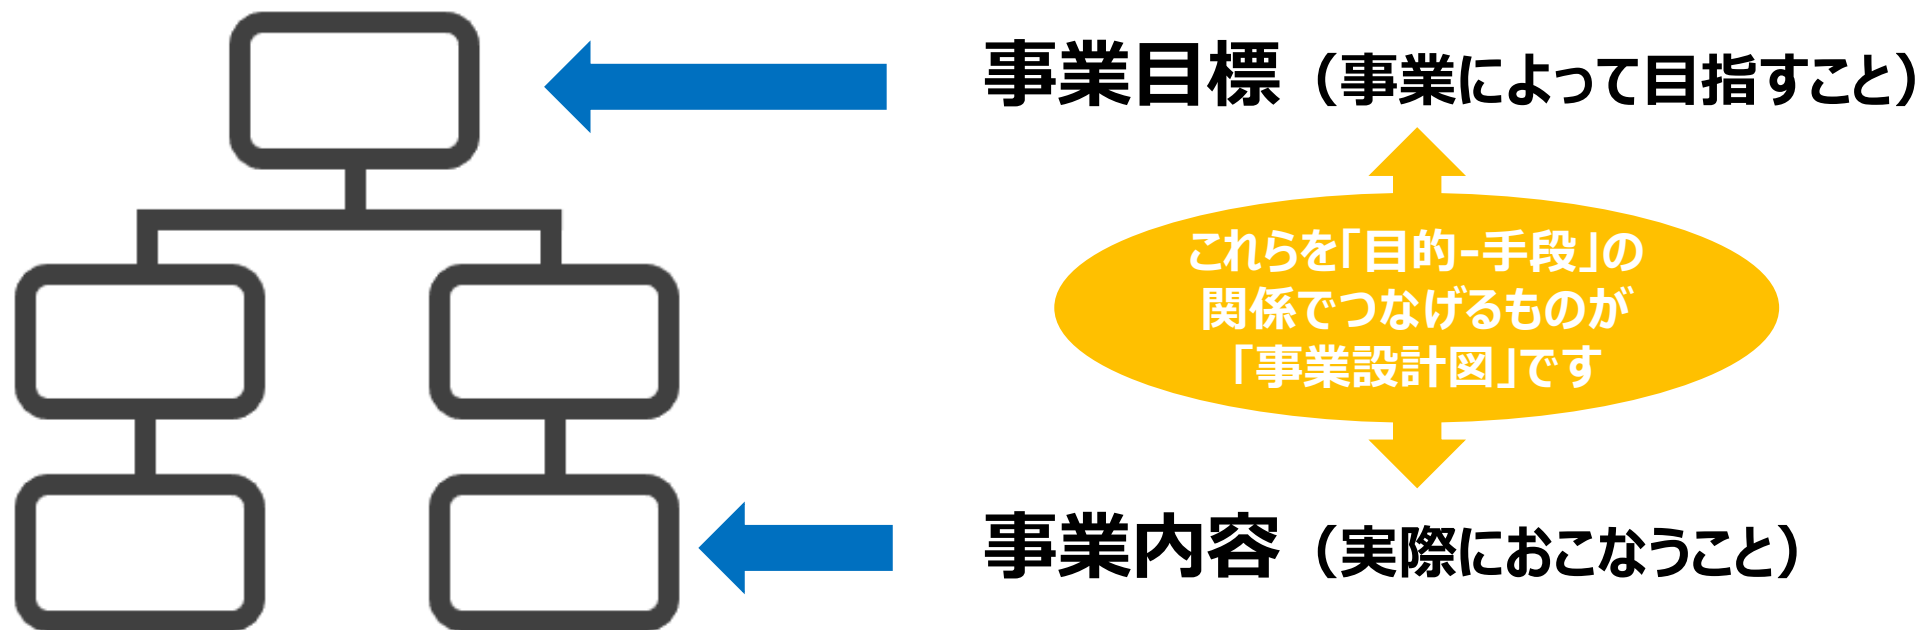 事業目標（事業によって目指すこと）
これらを「目的-手段」の
関係でつなげるものが
「事業設計図」です
事業内容（実際におこなうこと）